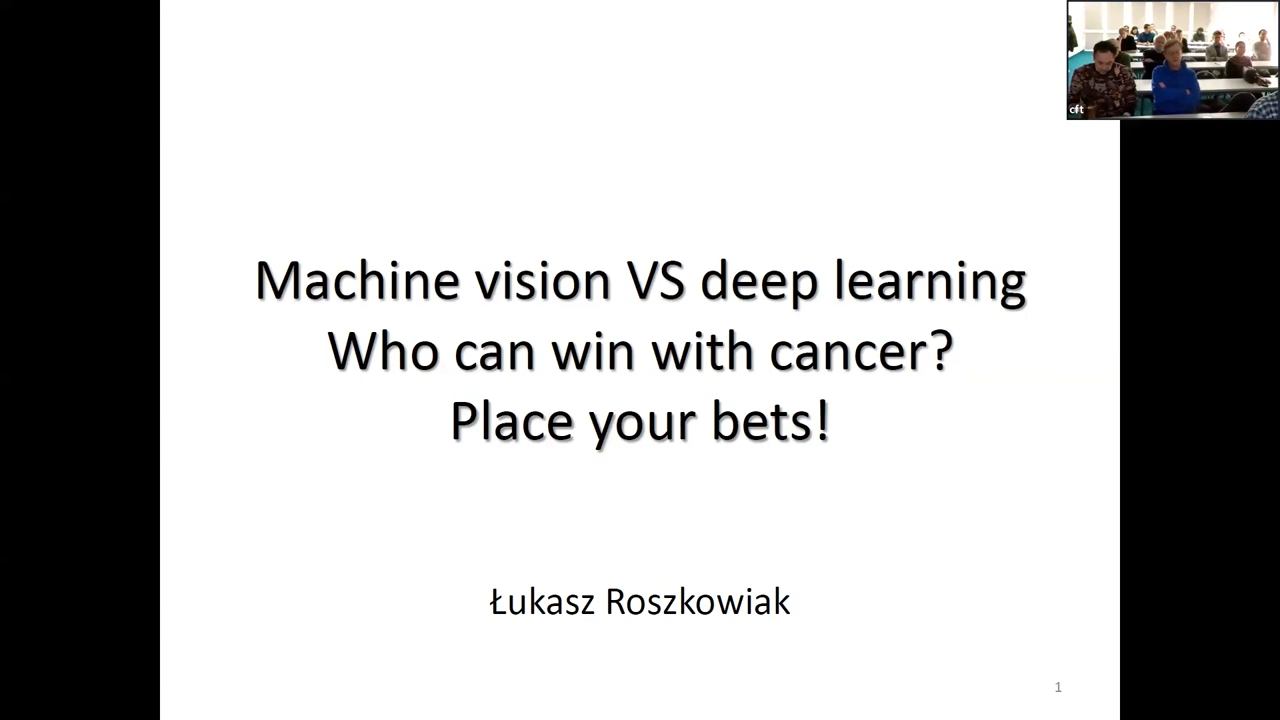 cft
Machine vision VS deep learning
Who can win with cancer?
Place your bets!
Łukasz Roszkowiak
1